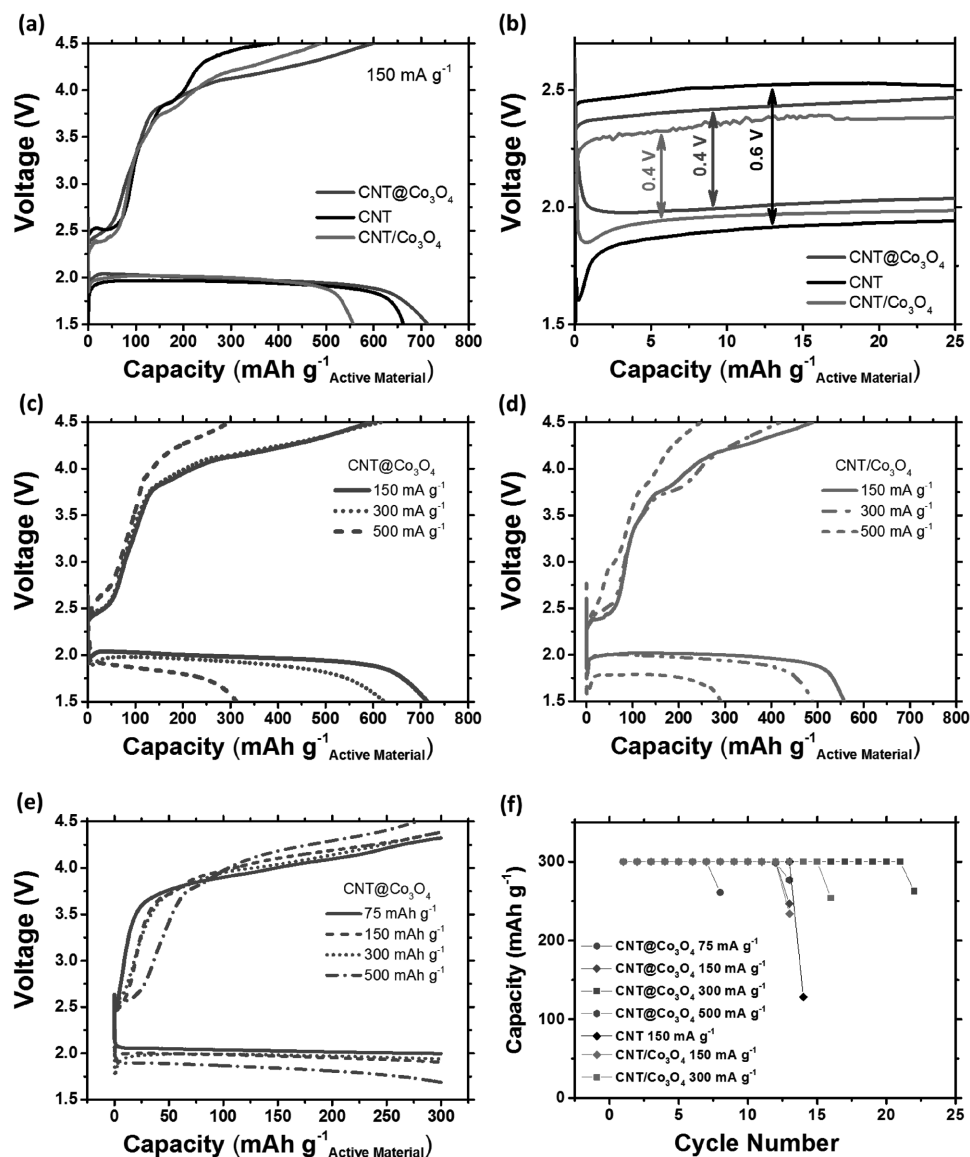 (a)
4.5
4.0
3.5
3.0
2.5
2.0
1.5
Voltage (V)
150 mA g⁻¹
CNT@Co₃O₄
CNT
CNT/Co₃O₄
0 100 200 300 400 500 600 700 800
Capacity (mAh g⁻¹ Active Material)
(b)
2.5
2.0
1.5
Voltage (V)
0.4 V
0.4 V
0.6 V
CNT@Co₃O₄
CNT
CNT/Co₃O₄
0 5 10 15 20 25
Capacity (mAh g⁻¹ Active Material)
(c)
4.5
4.0
3.5
3.0
2.5
2.0
1.5
Voltage (V)
CNT@Co₃O₄
150 mA g⁻¹
300 mA g⁻¹
500 mA g⁻¹
0 100 200 300 400 500 600 700 800
Capacity (mAh g⁻¹ Active Material)
(d)
4.5
4.0
3.5
3.0
2.5
2.0
1.5
Voltage (V)
CNT/Co₃O₄
150 mA g⁻¹
300 mA g⁻¹
500 mA g⁻¹
0 100 200 300 400 500 600 700 800
Capacity (mAh g⁻¹ Active Material)
(e)
4.5
4.0
3.5
3.0
2.5
2.0
1.5
Voltage (V)
CNT@Co₃O₄
75 mAh g⁻¹
150 mAh g⁻¹
300 mAh g⁻¹
500 mAh g⁻¹
0 50 100 150 200 250 300
Capacity (mAh g⁻¹ Active Material)
(f)
300
200
100
0
Capacity (mAh g⁻¹)
CNT@Co₃O₄ 75 mA g⁻¹
CNT@Co₃O₄ 150 mA g⁻¹
CNT@Co₃O₄ 300 mA g⁻¹
CNT@Co₃O₄ 500 mA g⁻¹
CNT 150 mA g⁻¹
CNT/Co₃O₄ 150 mA g⁻¹
CNT/Co₃O₄ 300 mA g⁻¹
0 5 10 15 20 25
Cycle Number